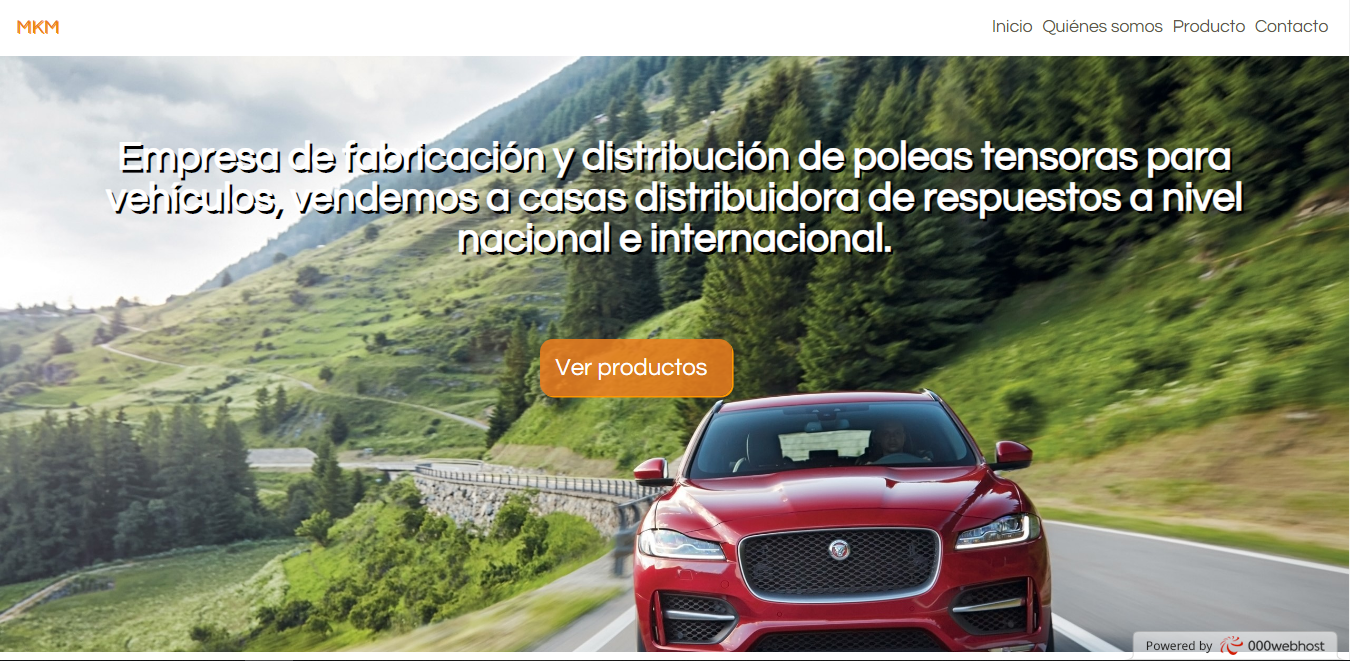 MKM
Inicio Quiénes somos Producto Contacto
Empresa de fabricación y distribución de poleas tensoras para
vehículos, vendemos a casas distribuidora de respuestos a nivel
nacional e internacional.
Ver productos
Powered by 000webhost